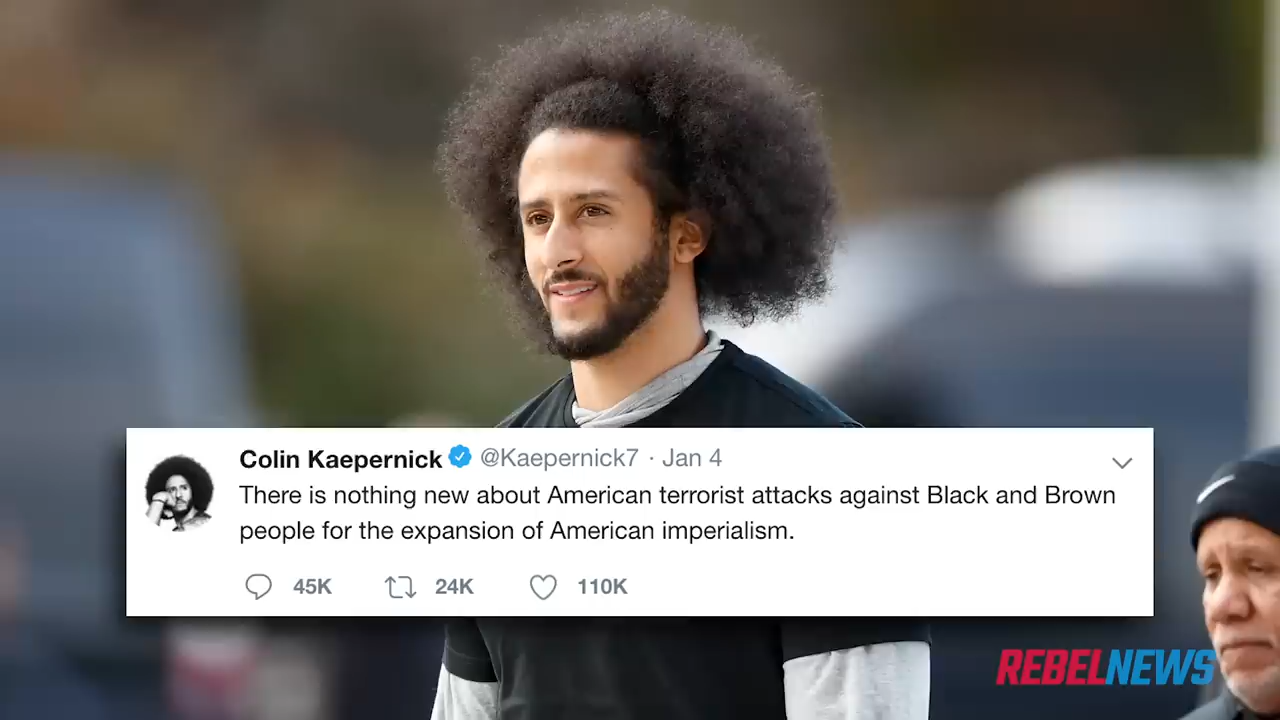 Colin Kaepernick @Kaepernick7 · Jan 4
There is nothing new about American terrorist attacks against Black and Brown
people for the expansion of American imperialism.
45K 24K 110K
REBELNEWS